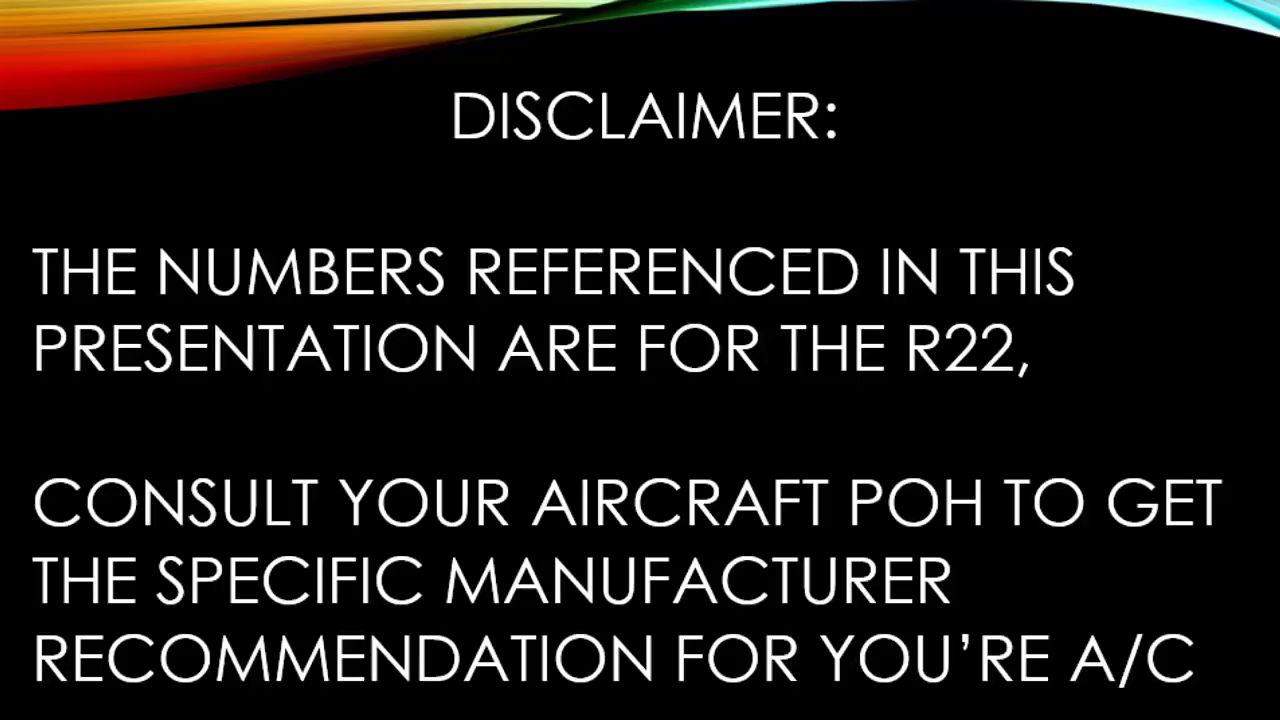 DISCLAIMER:
THE NUMBERS REFERENCED IN THIS
PRESENTATION ARE FOR THE R22,
CONSULT YOUR AIRCRAFT POH TO GET
THE SPECIFIC MANUFACTURER
RECOMMENDATION FOR YOU’RE A/C